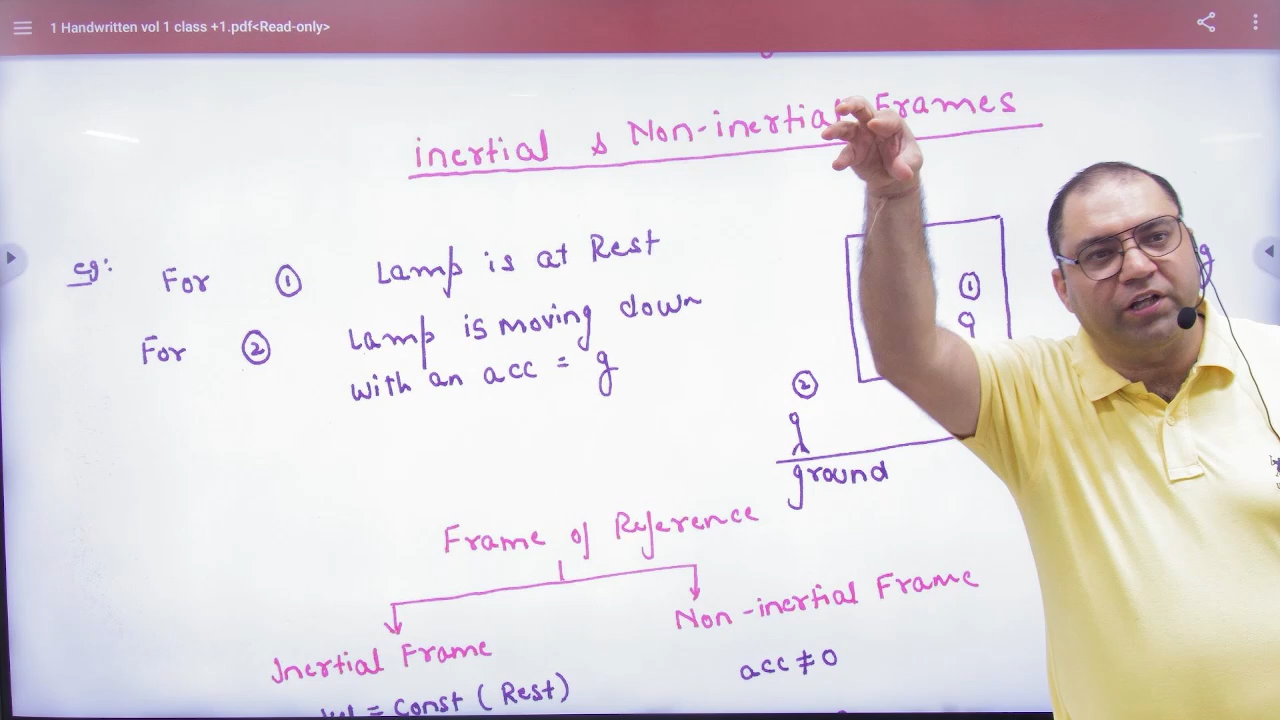 1 Handwritten vol 1 class +1.pdf<Read-only>
inertial & Non-inertial Frames
eg: For ① Lamp is at Rest
For ② Lamp is moving down
with an acc = g
①
②
g
ground
Frame of Reference
Inertial Frame
Non-inertial Frame
= const (Rest)
acc ≠ 0